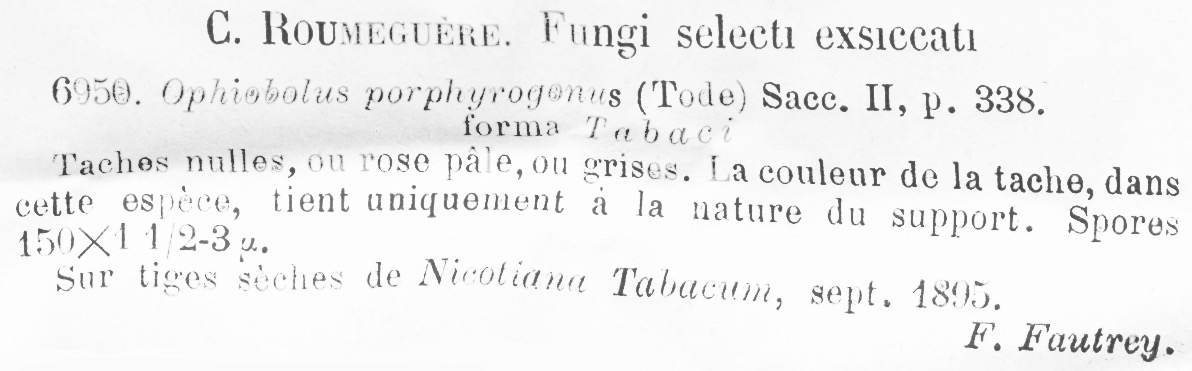 C. ROUMEGUÈRE. Fungi selecti exsiccati
6950. Ophiobolus porphyrogonus (Tode) Sacc. II, p. 338.
forma Tabaci
Taches nulles, ou rose pâle, ou grises. La couleur de la tache, dans
cette espèce, tient uniquement à la nature du support. Spores
150×1 1/2-3 µ.
Sur tiges sèches de Nicotiana Tabacum, sept. 1895.
F. Fautrey.